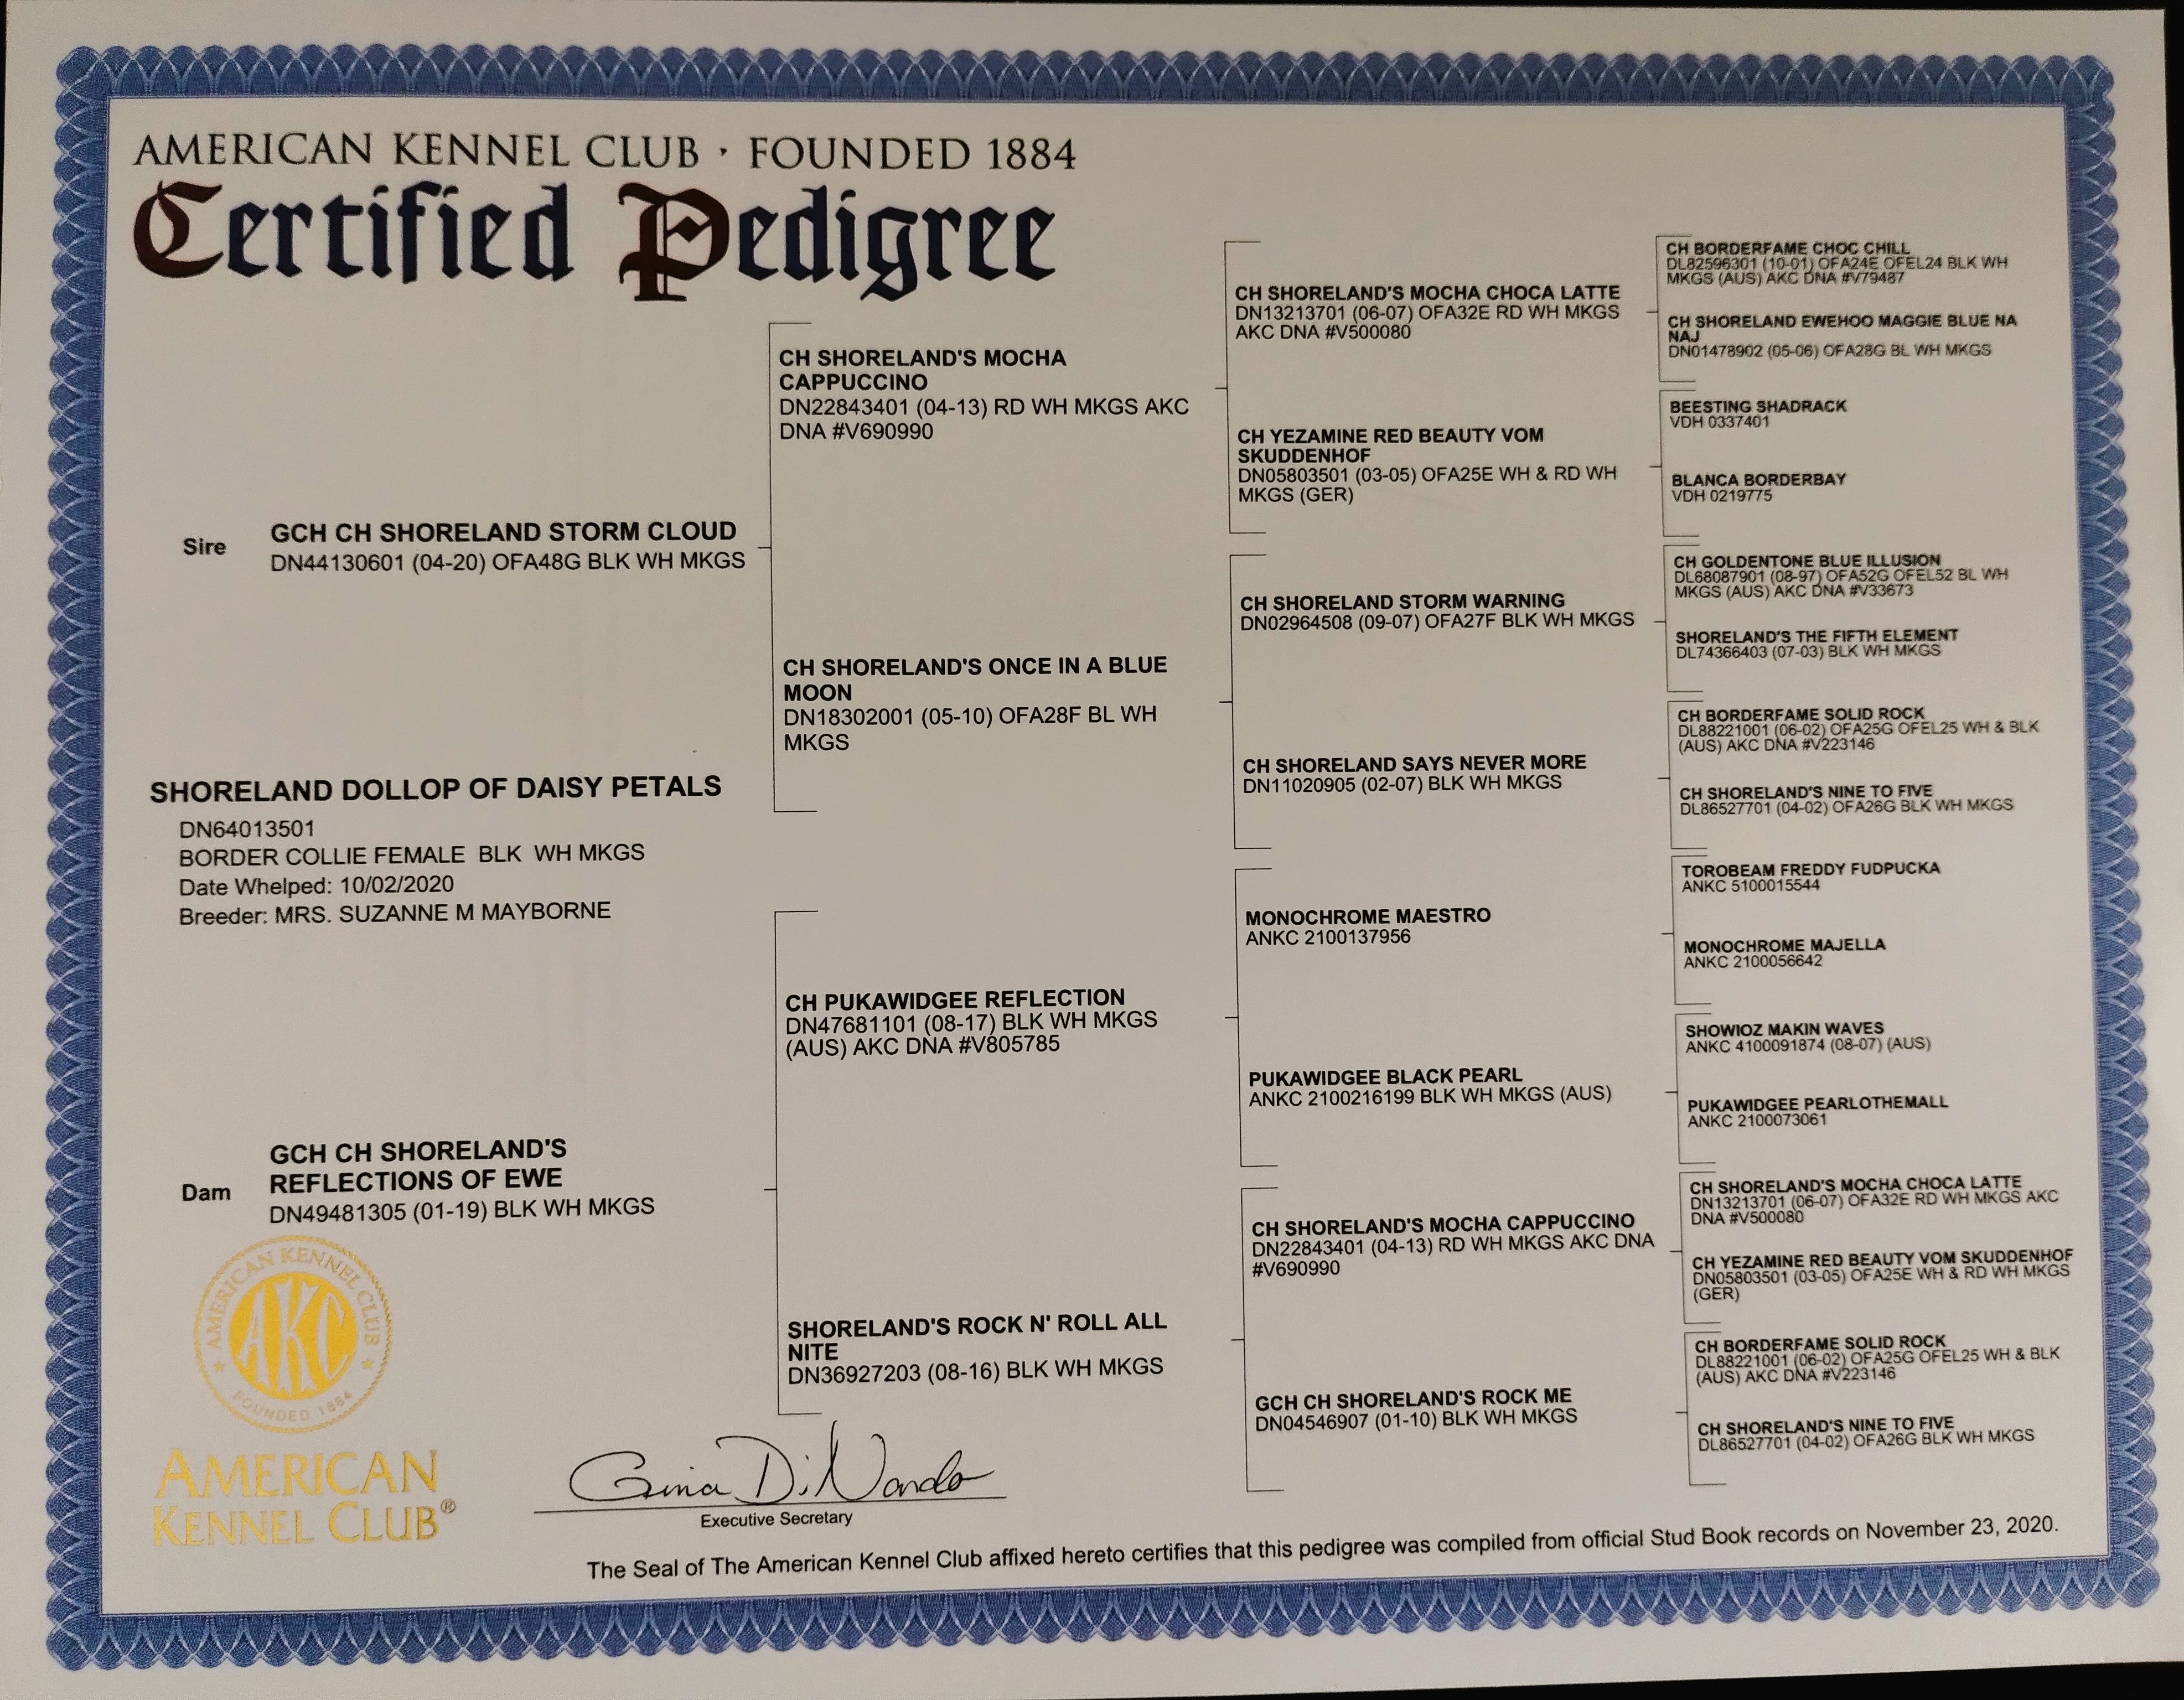 AMERICAN KENNEL CLUB · FOUNDED 1884
Certified Pedigree
Sire
GCH CH SHORELAND STORM CLOUD
DN44130601 (04-20) OFA48G BLK WH MKGS
SHORELAND DOLLOP OF DAISY PETALS
DN64013501
BORDER COLLIE FEMALE BLK WH MKGS
Date Whelped: 10/02/2020
Breeder: MRS. SUZANNE M MAYBORNE
Dam
GCH CH SHORELAND'S
REFLECTIONS OF EWE
DN49481305 (01-19) BLK WH MKGS
CH SHORELAND'S MOCHA
CAPPUCCINO
DN22843401 (04-13) RD WH MKGS AKC
DNA #V690990
CH SHORELAND'S ONCE IN A BLUE
MOON
DN18302001 (05-10) OFA28F BL WH
MKGS
CH PUKAWIDGEE REFLECTION
DN47681101 (08-17) BLK WH MKGS
(AUS) AKC DNA #V805785
SHORELAND'S ROCK N' ROLL ALL
NITE
DN36927203 (08-16) BLK WH MKGS
CH SHORELAND'S MOCHA CHOCA LATTE
DN13213701 (06-07) OFA32E RD WH MKGS
AKC DNA #V500080
CH YEZAMINE RED BEAUTY VOM
SKUDDENHOF
DN05803501 (03-05) OFA25E WH & RD WH
MKGS (GER)
CH SHORELAND STORM WARNING
DN02964508 (09-07) OFA27F BLK WH MKGS
CH SHORELAND SAYS NEVER MORE
DN11020905 (02-07) BLK WH MKGS
MONOCHROME MAESTRO
ANKC 2100137956
PUKAWIDGEE BLACK PEARL
ANKC 2100216199 BLK WH MKGS (AUS)
CH SHORELAND'S MOCHA CAPPUCCINO
DN22843401 (04-13) RD WH MKGS AKC DNA
#V690990
GCH CH SHORELAND'S ROCK ME
DN04546907 (01-10) BLK WH MKGS
CH BORDERFAME CHOC CHILL
DL82596301 (10-01) OFA24E OFEL24 BLK WH
MKGS (AUS) AKC DNA #V79487
CH SHORELAND EWEHOO MAGGIE BLUE NA
NAJ
DN01478902 (05-06) OFA28G BL WH MKGS
BEESTING SHADRACK
VDH 0337401
BLANCA BORDERBAY
VDH 0219775
CH GOLDENTONE BLUE ILLUSION
DL68087901 (08-97) OFA52G OFEL52 BL WH
MKGS (AUS) AKC DNA #V33673
SHORELAND'S THE FIFTH ELEMENT
DL74366403 (07-03) BLK WH MKGS
CH BORDERFAME SOLID ROCK
DL88221001 (06-02) OFA25G OFEL25 WH & BLK
(AUS) AKC DNA #V223146
CH SHORELAND'S NINE TO FIVE
DL86527701 (04-02) OFA26G BLK WH MKGS
TOROBEAM FREDDY FUDPUCKA
ANKC 5100015544
MONOCHROME MAJELLA
ANKC 2100056642
SHOWIOZ MAKIN WAVES
ANKC 4100091874 (08-07) (AUS)
PUKAWIDGEE PEARLOTHEMALL
ANKC 2100073061
CH SHORELAND'S MOCHA CHOCA LATTE
DN13213701 (06-07) OFA32E RD WH MKGS AKC
DNA #V500080
CH YEZAMINE RED BEAUTY VOM SKUDDENHOF
DN05803501 (03-05) OFA25E WH & RD WH MKGS
(GER)
CH BORDERFAME SOLID ROCK
DL88221001 (06-02) OFA25G OFEL25 WH & BLK
(AUS) AKC DNA #V223146
CH SHORELAND'S NINE TO FIVE
DL86527701 (04-02) OFA26G BLK WH MKGS
AMERICAN KENNEL CLUB
AKC
FOUNDED 1884
AMERICAN
KENNEL CLUB®
Gina DiNardo
Executive Secretary
The Seal of The American Kennel Club affixed hereto certifies that this pedigree was compiled from official Stud Book records on November 23, 2020.